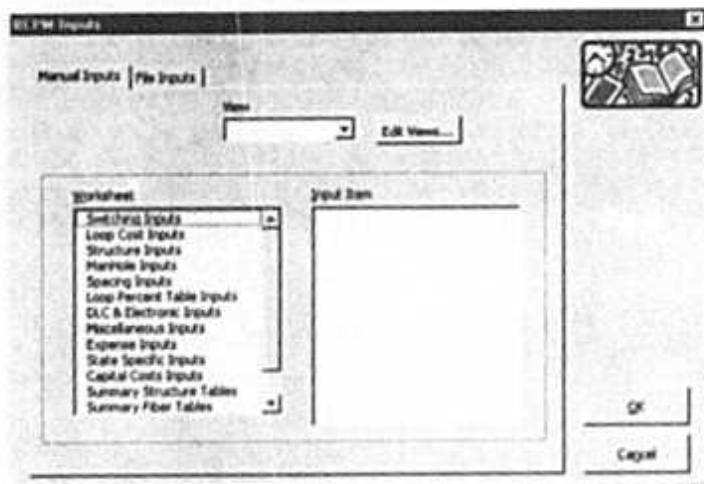 BCPM Inputs
Manual Inputs File Inputs
View
Edit Views...
Worksheet
Input Item
Switching Inputs
Loop Cost Inputs
Structure Inputs
Manhole Inputs
Spacing Inputs
Loop Percent Table Inputs
DLC & Electronic Inputs
Miscellaneous Inputs
Expense Inputs
State Specific Inputs
Capital Costs Inputs
Summary Structure Tables
Summary Fiber Tables
OK
Cancel